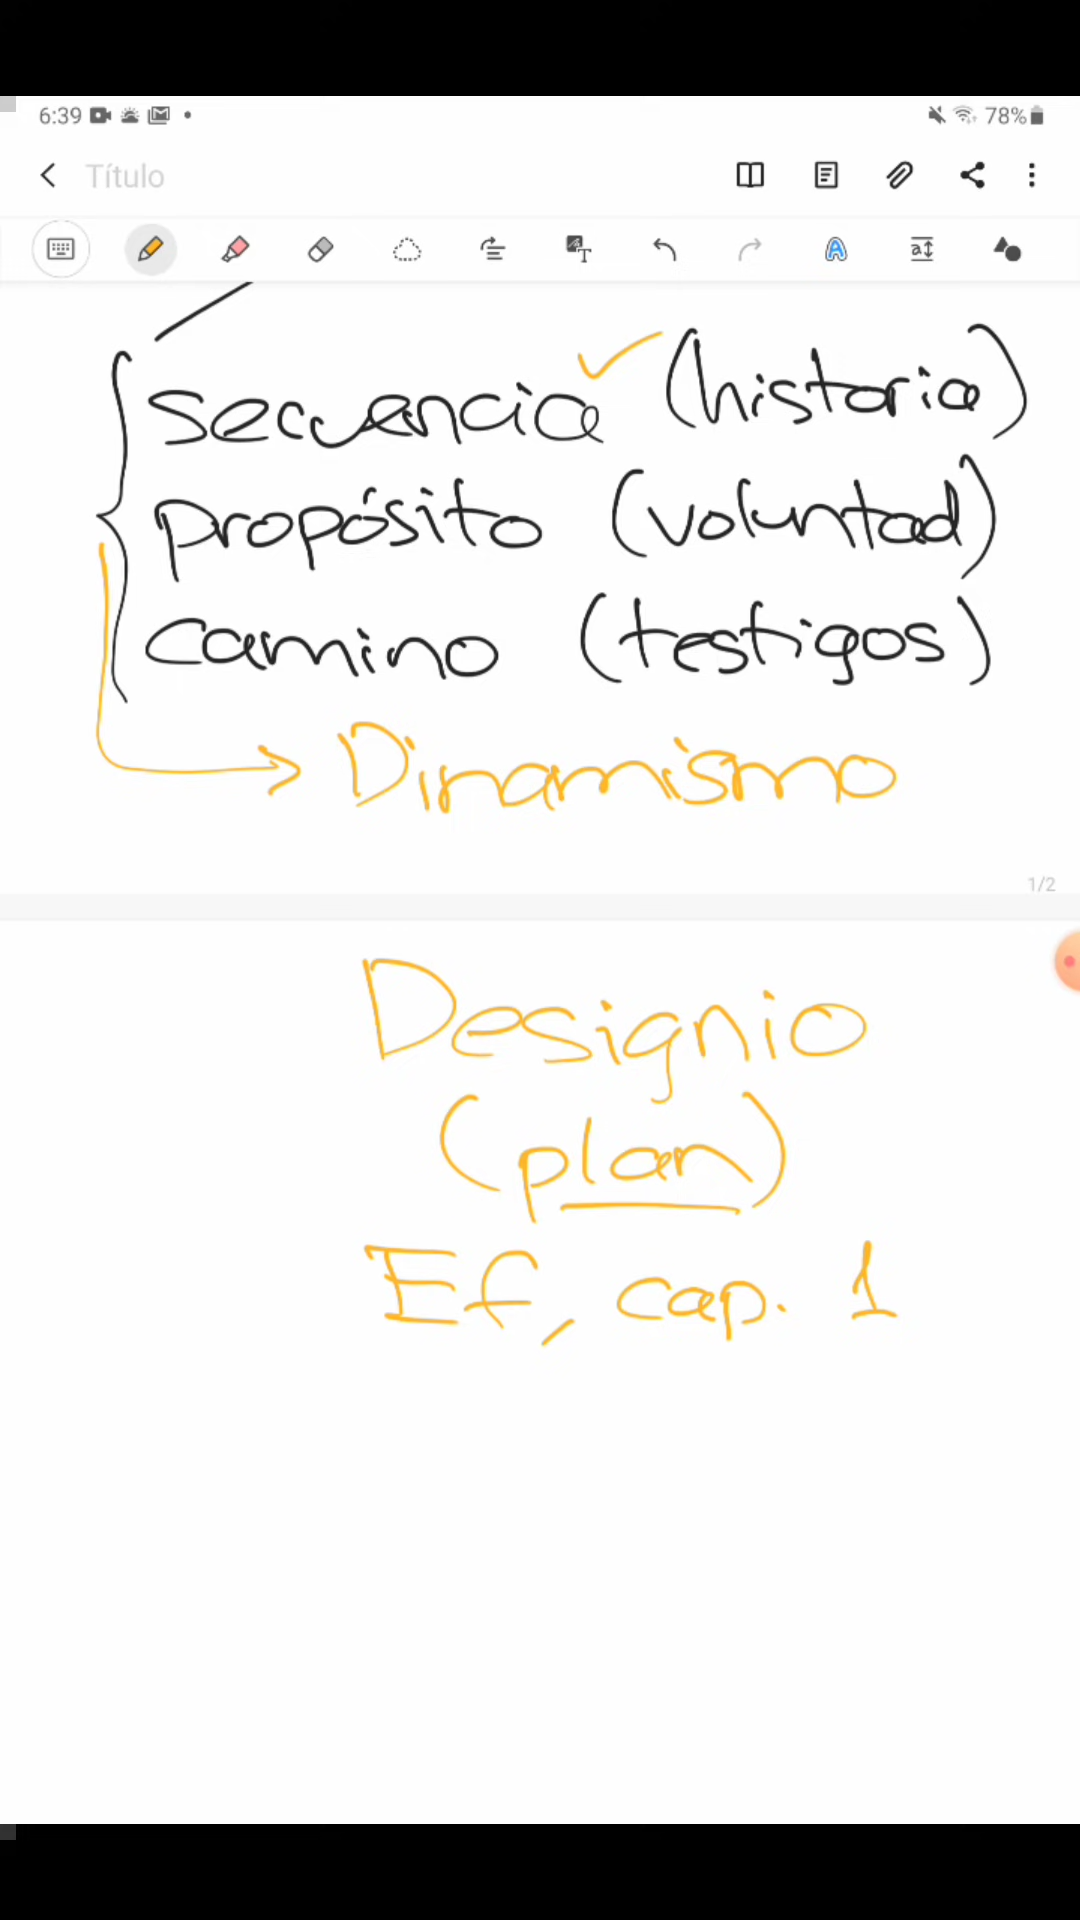 6:39
78%
Título
secuencia (historia)
propósito (voluntad)
camino (testigos)
Dinamismo
1/2
Designio
(plan)
Ef, cap. 1